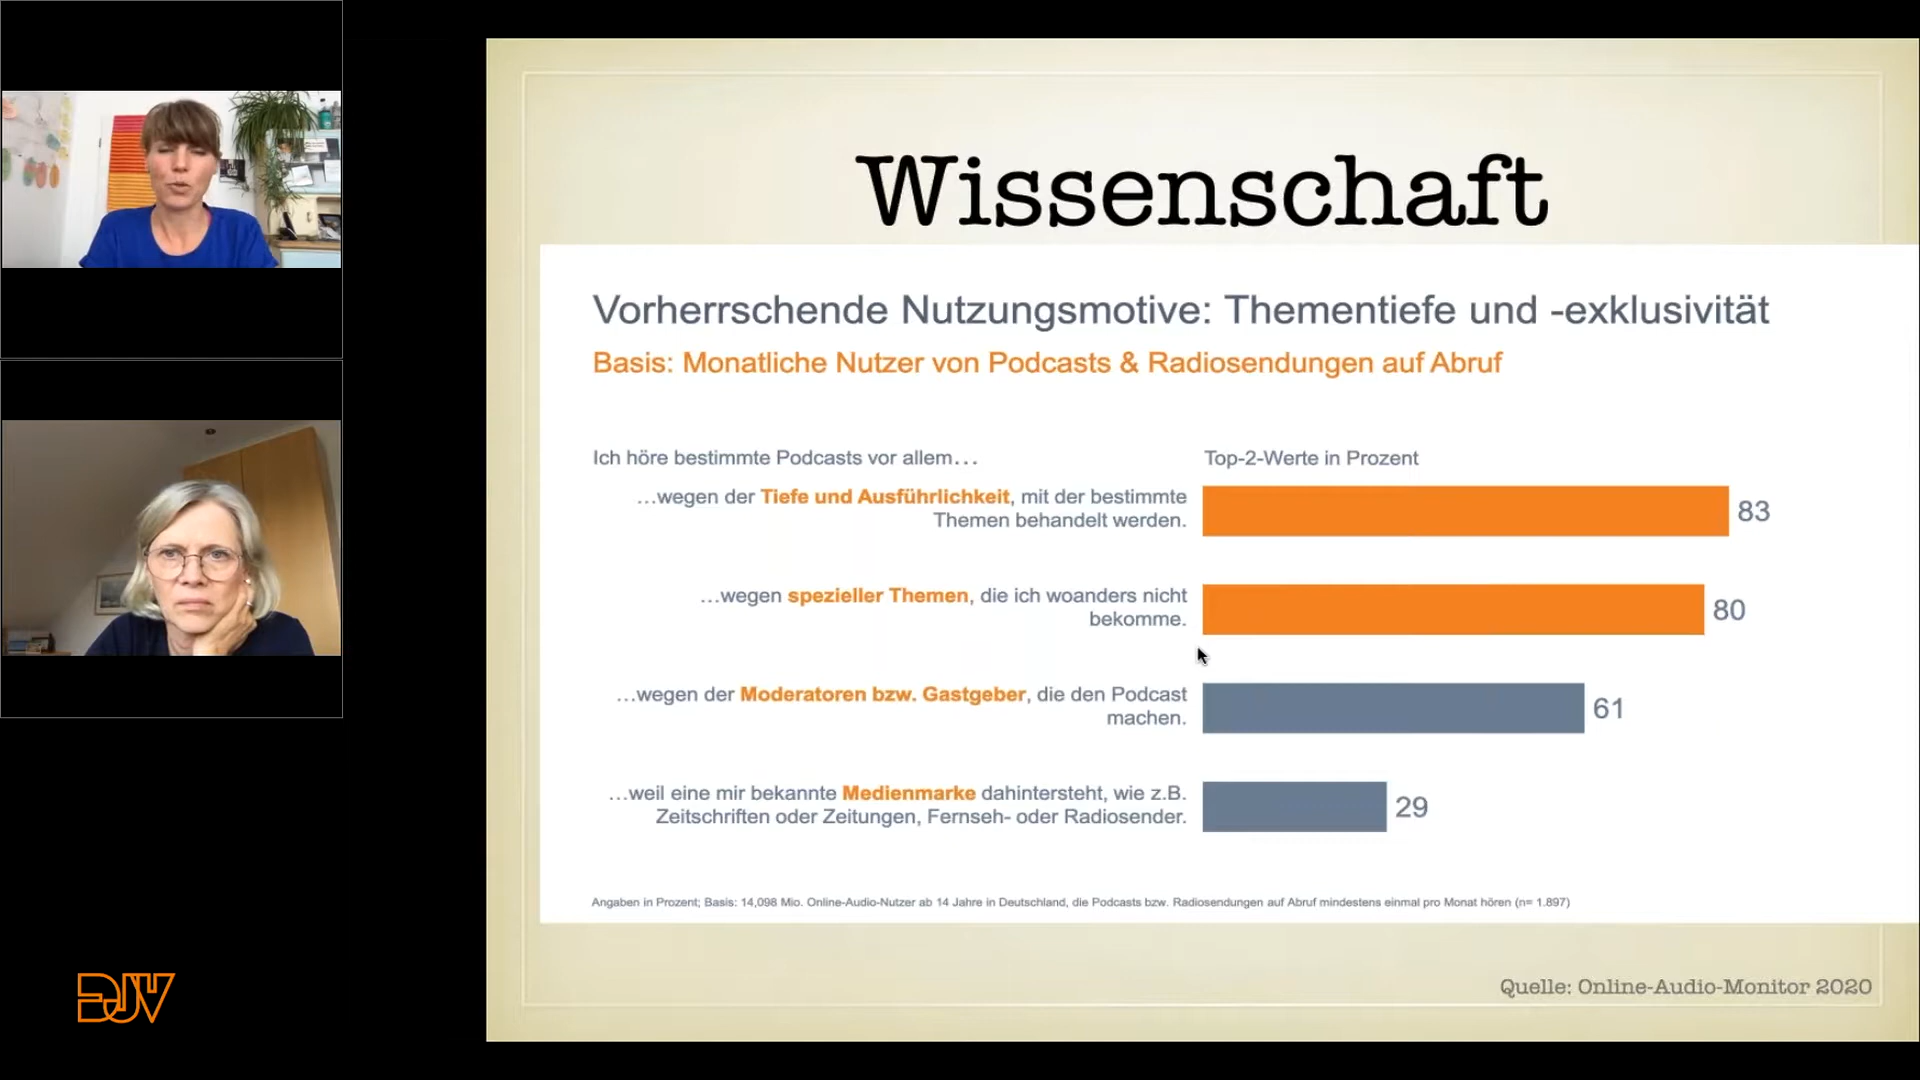 Wissenschaft
Vorherrschende Nutzungsmotive: Thementiefe und -exklusivität
Basis: Monatliche Nutzer von Podcasts & Radiosendungen auf Abruf
Ich höre bestimmte Podcasts vor allem…
Top-2-Werte in Prozent
…wegen der Tiefe und Ausführlichkeit, mit der bestimmte
Themen behandelt werden.
83
…wegen spezieller Themen, die ich woanders nicht
bekomme.
80
…wegen der Moderatoren bzw. Gastgeber, die den Podcast
machen.
61
…weil eine mir bekannte Medienmarke dahintersteht, wie z.B.
Zeitschriften oder Zeitungen, Fernseh- oder Radiosender.
29
Angaben in Prozent; Basis: 14,098 Mio. Online-Audio-Nutzer ab 14 Jahre in Deutschland, die Podcasts bzw. Radiosendungen auf Abruf mindestens einmal pro Monat hören (n= 1.897)
Quelle: Online-Audio-Monitor 2020
DJV